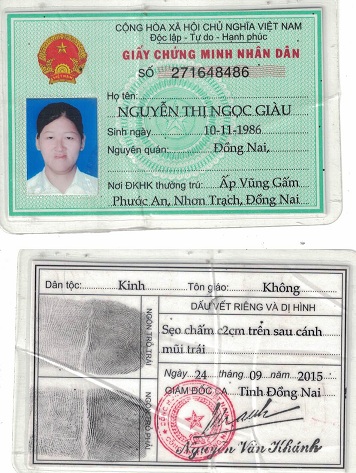 CỘNG HÒA XÃ HỘI CHỦ NGHĨA VIỆT NAM
Độc lập - Tự do - Hạnh phúc
GIẤY CHỨNG MINH NHÂN DÂN
SỐ 271648486
Họ tên:
NGUYỄN THỊ NGỌC GIÀU
Sinh ngày 10-11-1986
Nguyên quán: Đồng Nai,
Nơi ĐKHK thường trú: Ấp Vũng Gấm
Phước An, Nhơn Trạch, Đồng Nai
Dân tộc: Kinh Tôn giáo: Không
NGÓN TRỎ TRÁI
NGÓN TRỎ PHẢI
DẤU VẾT RIÊNG VÀ DỊ HÌNH
Sẹo chấm c2cm trển sau cánh
mũi trái
Ngày 24 tháng 09 năm 2015
GIÁM ĐỐC CA Tỉnh Đồng Nai
Nguyễn Văn Khánh